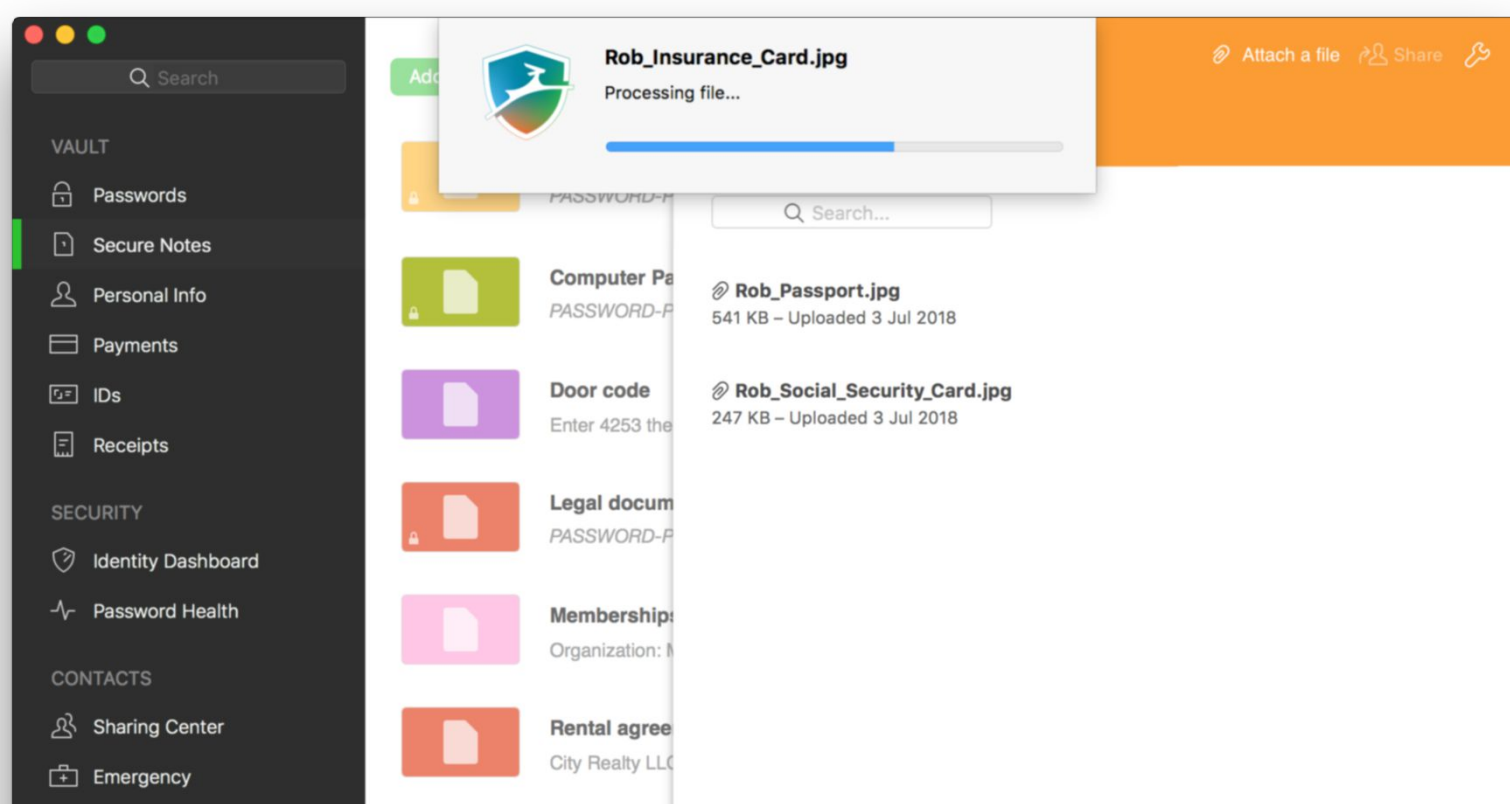 Search
VAULT
Passwords
Secure Notes
Personal Info
Payments
IDs
Receipts
SECURITY
Identity Dashboard
Password Health
CONTACTS
Sharing Center
Emergency
Rob_Insurance_Card.jpg
Processing file...
Attach a file
Share
Computer Pa
PASSWORD-P
Door code
Enter 4253 the
Legal docum
PASSWORD-P
Memberships
Organization:
Rental agree
City Realty LLC
Search...
Rob_Passport.jpg
541 KB – Uploaded 3 Jul 2018
Rob_Social_Security_Card.jpg
247 KB – Uploaded 3 Jul 2018